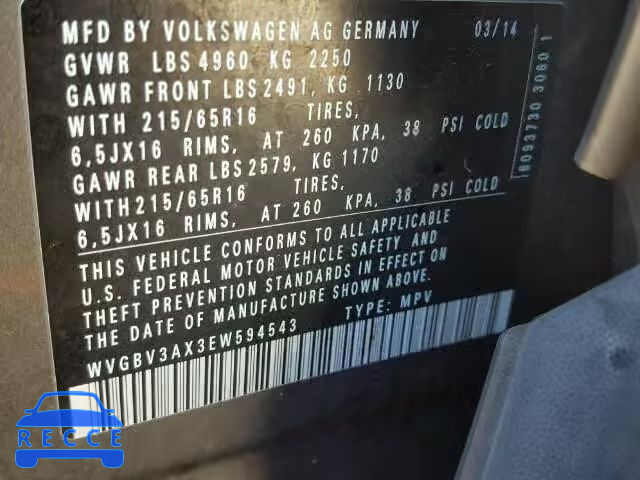 MFD BY VOLKSWAGEN AG GERMANY 03/14
GVWR LBS 4960 KG 2250
GAWR FRONT LBS 2491, KG 1130
WITH 215/65R16 TIRES,
6,5JX16 RIMS, AT 260 KPA, 38 PSI COLD
GAWR REAR LBS 2579, KG 1170
WITH 215/65R16 TIRES,
6,5JX16 RIMS, AT 260 KPA, 38 PSI COLD
THIS VEHICLE CONFORMS TO ALL APPLICABLE
U.S. FEDERAL MOTOR VEHICLE SAFETY AND
THEFT PREVENTION STANDARDS IN EFFECT ON
THE DATE OF MANUFACTURE SHOWN ABOVE.
WVGBV3AX3EW594543 TYPE: MPV
8093730 3060 1
RECCE